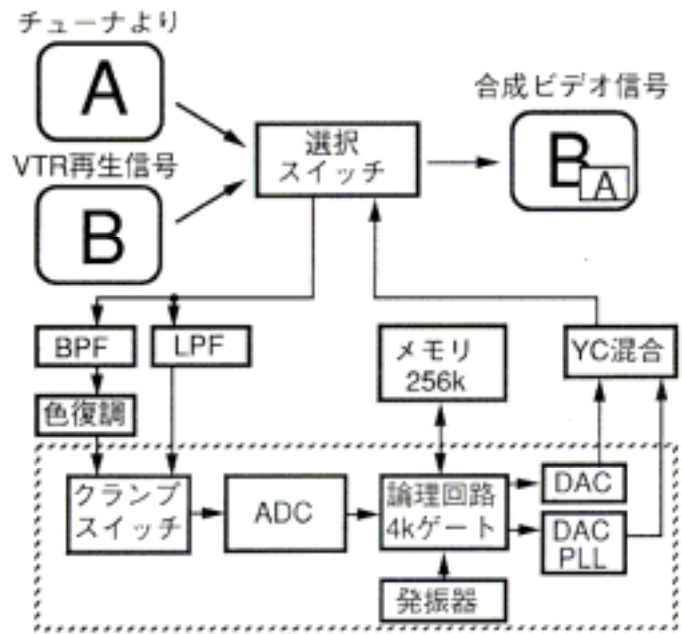 チューナより
A
合成ビデオ信号
選択
スイッチ
B
A
VTR再生信号
B
BPF
LPF
メモリ
256k
YC混合
色復調
クランプ
スイッチ
ADC
論理回路
4kゲート
DAC
DAC
PLL
発振器